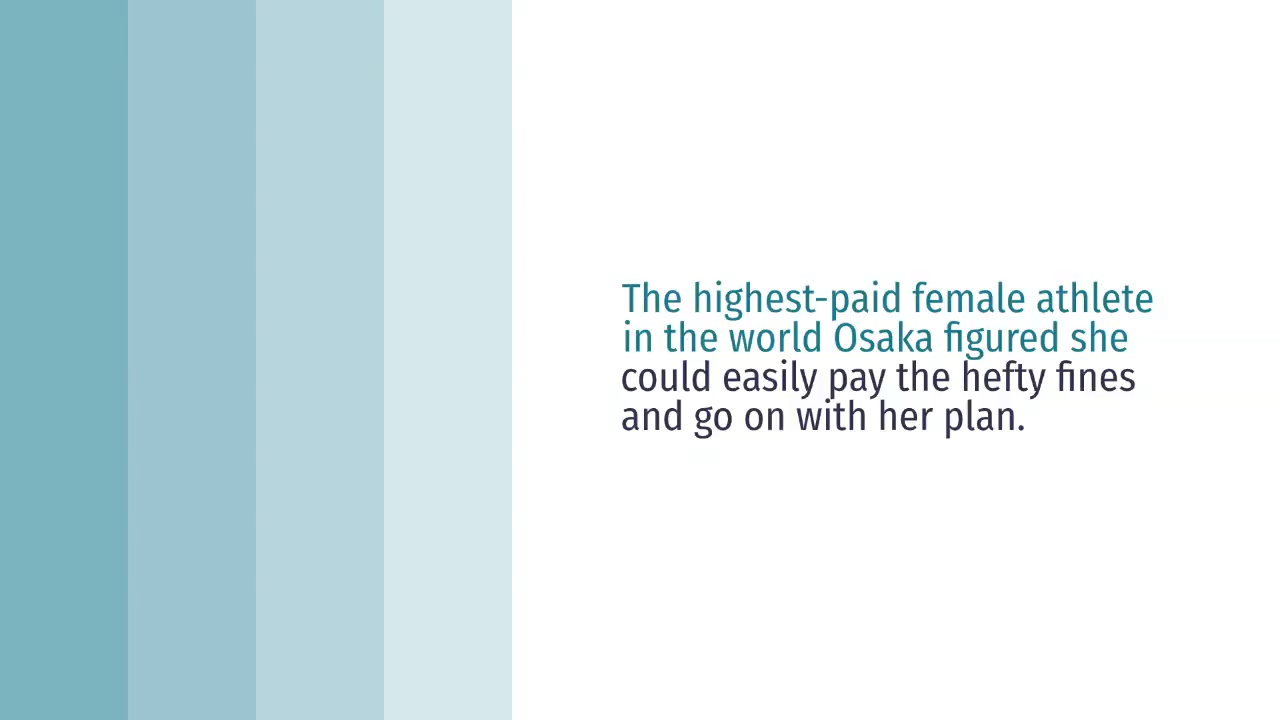 The highest-paid female athlete
in the world Osaka figured she
could easily pay the hefty fines
and go on with her plan.